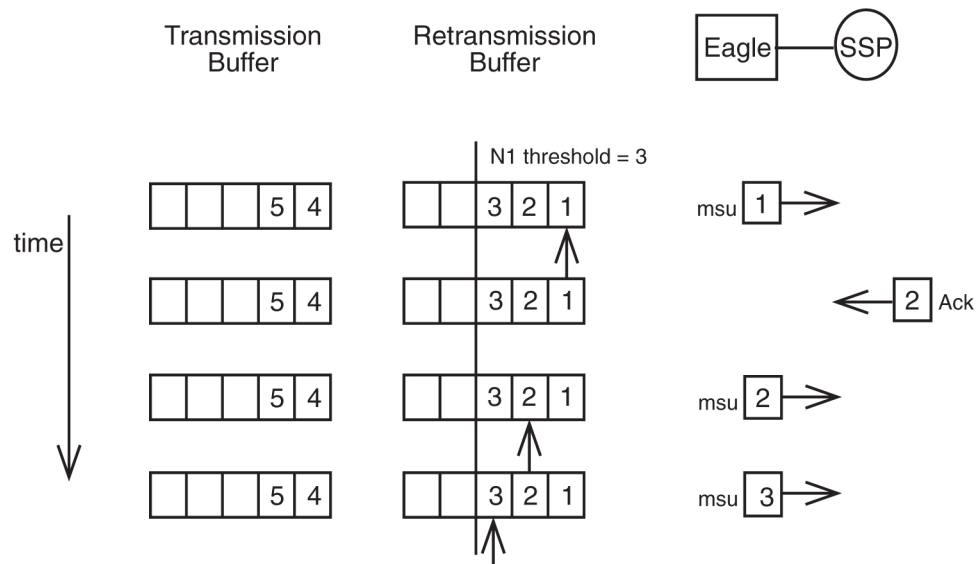 Transmission
Buffer
Retransmission
Buffer
Eagle
SSP
N1 threshold = 3
time
5 4
3 2 1
msu 1
5 4
3 2 1
2 Ack
5 4
3 2 1
msu 2
5 4
3 2 1
msu 3